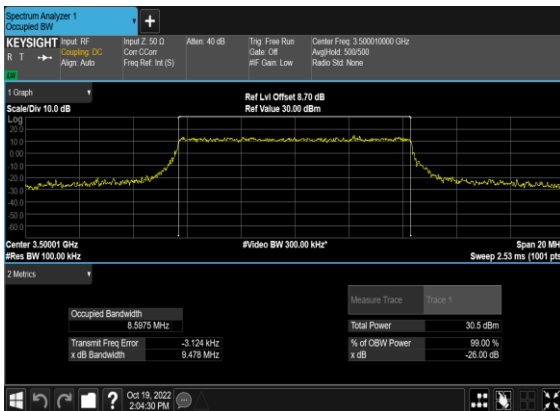 Spectrum Analyzer 1
Occupied BW
KEYSIGHT
R T
LV
Input: RF
Coupling: DC
Align: Auto
Input Z: 50 Ω
Corr CCorr
Freq Ref: Int (S)
Atten: 40 dB
Trig: Free Run
Gate: Off
#IF Gain: Low
Center Freq: 3.500010000 GHz
Avg|Hold: 500/500
Radio Std: None
1 Graph
Scale/Div 10.0 dB
Ref Lvl Offset 8.70 dB
Ref Value 30.00 dBm
Log
20.0
10.0
0.00
-10.0
-20.0
-30.0
-40.0
-50.0
-60.0
Center 3.50001 GHz
#Res BW 100.00 kHz
#Video BW 300.00 kHz*
Span 20 MH
Sweep 2.53 ms (1001 pts
2 Metrics
Measure Trace Trace 1
Occupied Bandwidth
8.5975 MHz
Total Power 30.5 dBm
Transmit Freq Error -3.124 kHz
% of OBW Power 99.00 %
x dB Bandwidth 9.478 MHz
x dB -26.00 dB
Oct 19, 2022
2:04:30 PM